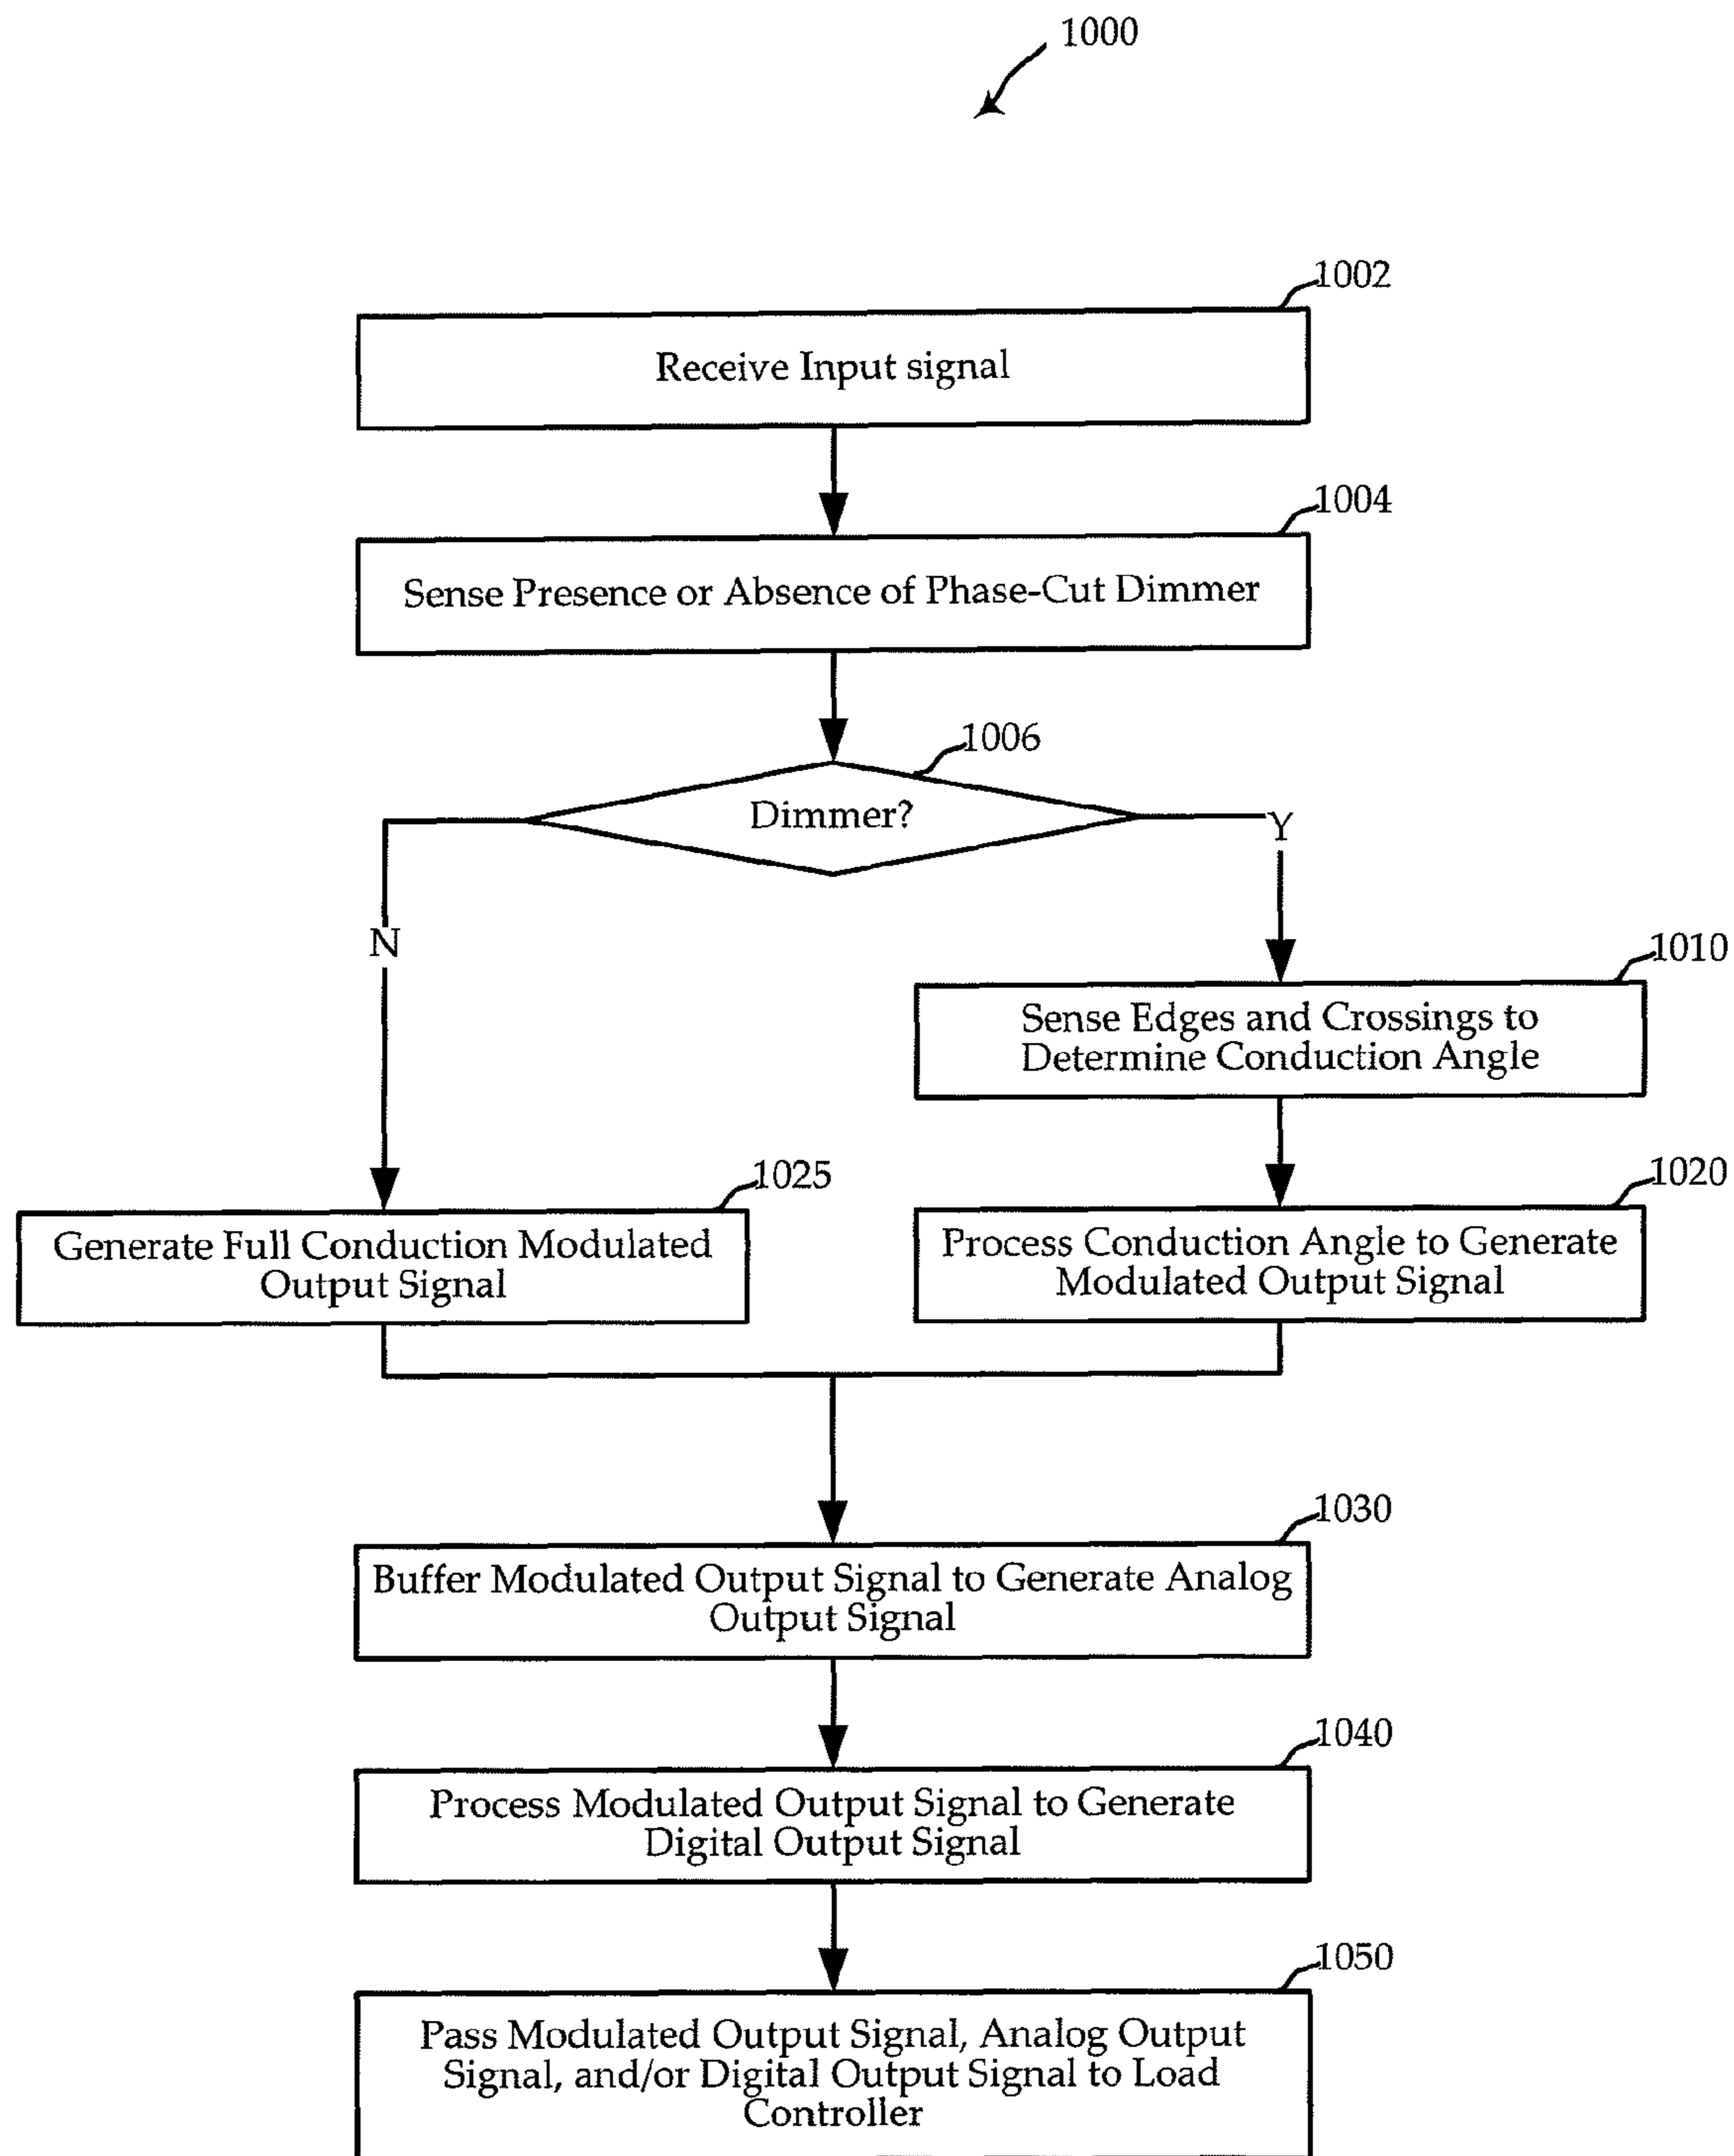 1000
1002
Receive Input signal
1004
Sense Presence or Absence of Phase-Cut Dimmer
1006
Dimmer?
Y
N
1010
Sense Edges and Crossings to
Determine Conduction Angle
1025
Generate Full Conduction Modulated
Output Signal
1020
Process Conduction Angle to Generate
Modulated Output Signal
1030
Buffer Modulated Output Signal to Generate Analog
Output Signal
1040
Process Modulated Output Signal to Generate
Digital Output Signal
1050
Pass Modulated Output Signal, Analog Output
Signal, and/or Digital Output Signal to Load
Controller